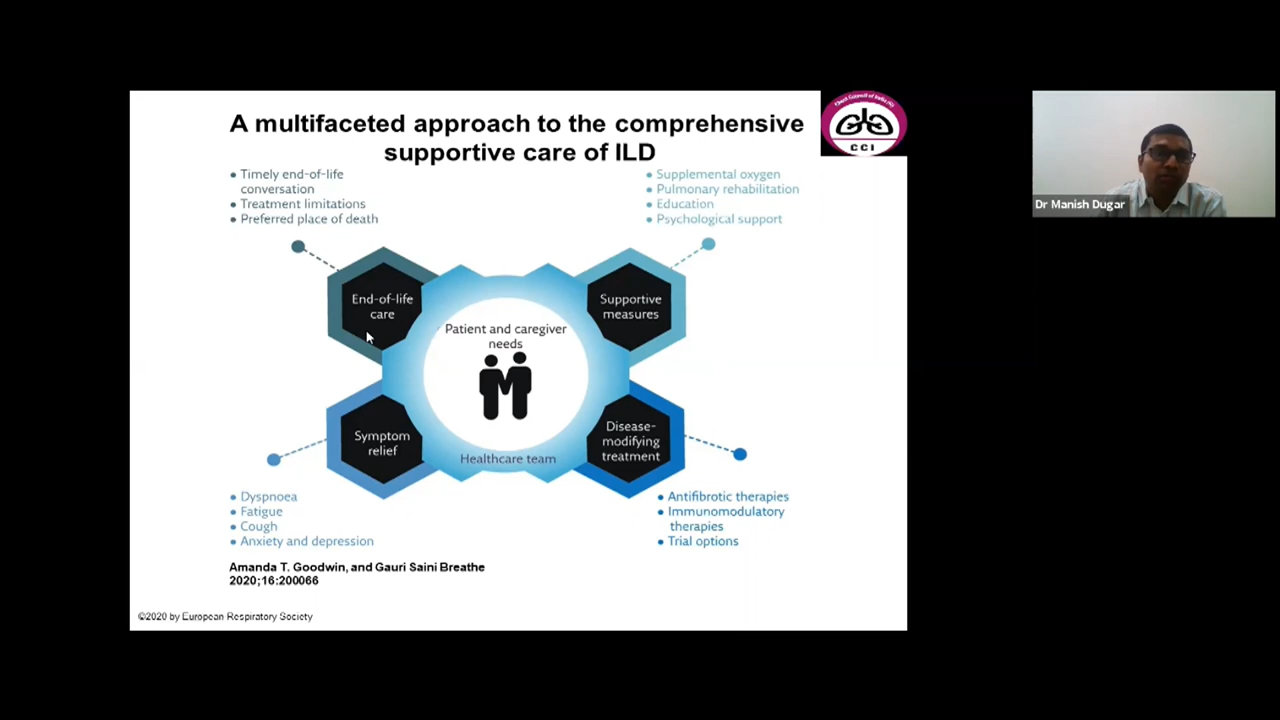 A multifaceted approach to the comprehensive
supportive care of ILD
CCI
• Timely end-of-life
conversation
• Treatment limitations
• Preferred place of death
• Supplemental oxygen
• Pulmonary rehabilitation
• Education
• Psychological support
End-of-life
care
Supportive
measures
Patient and caregiver
needs
Symptom
relief
Disease-
modifying
treatment
Healthcare team
• Dyspnoea
• Fatigue
• Cough
• Anxiety and depression
• Antifibrotic therapies
• Immunomodulatory
therapies
• Trial options
Amanda T. Goodwin, and Gauri Saini Breathe
2020;16:200066
©2020 by European Respiratory Society
Dr Manish Dugar